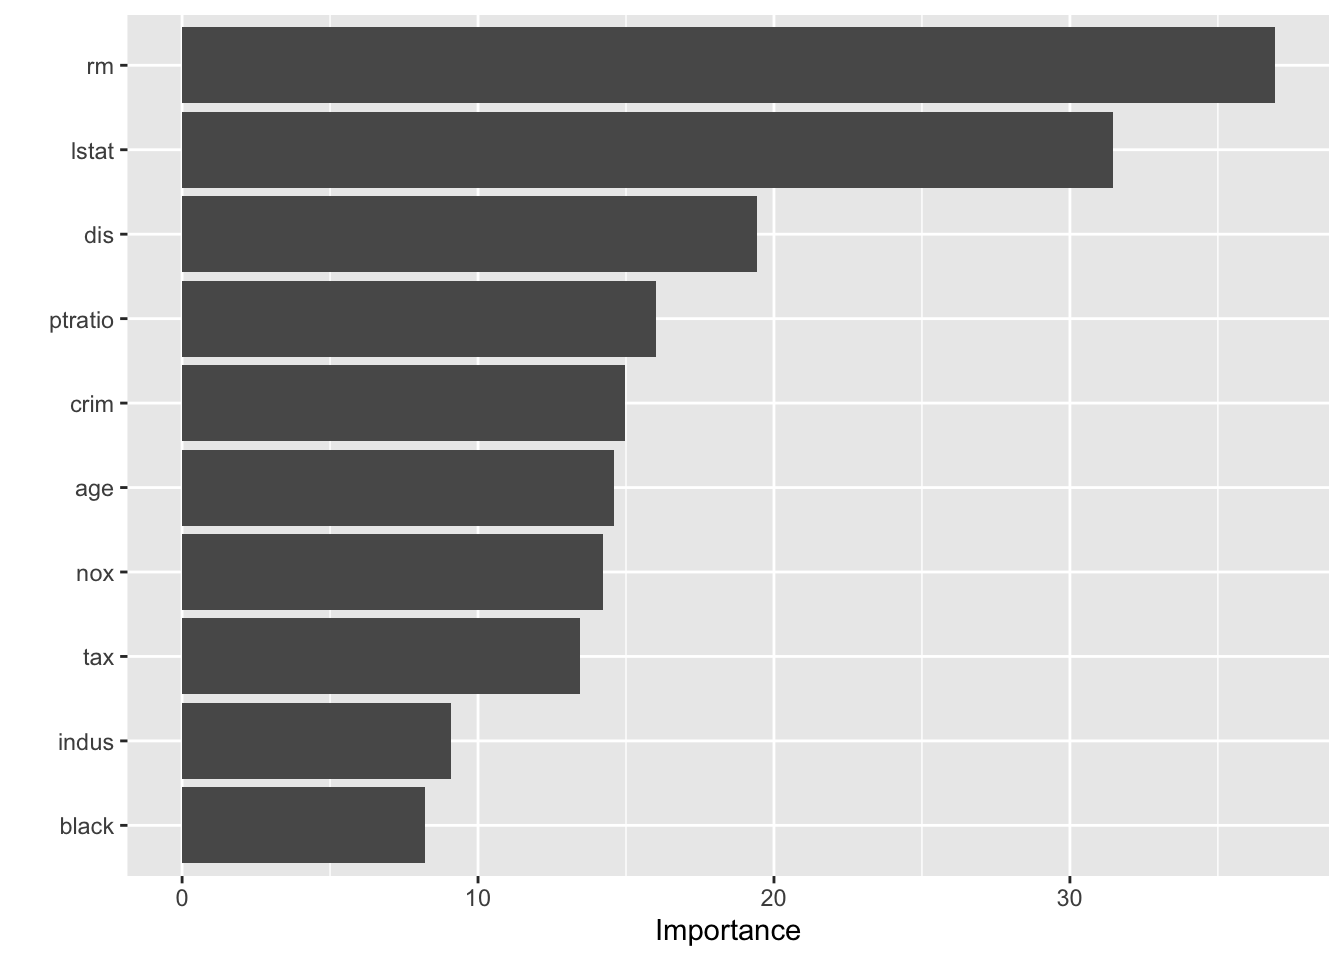 rm
lstat
dis
ptratio
crim
age
nox
tax
indus
black
0 10 20 30
Importance